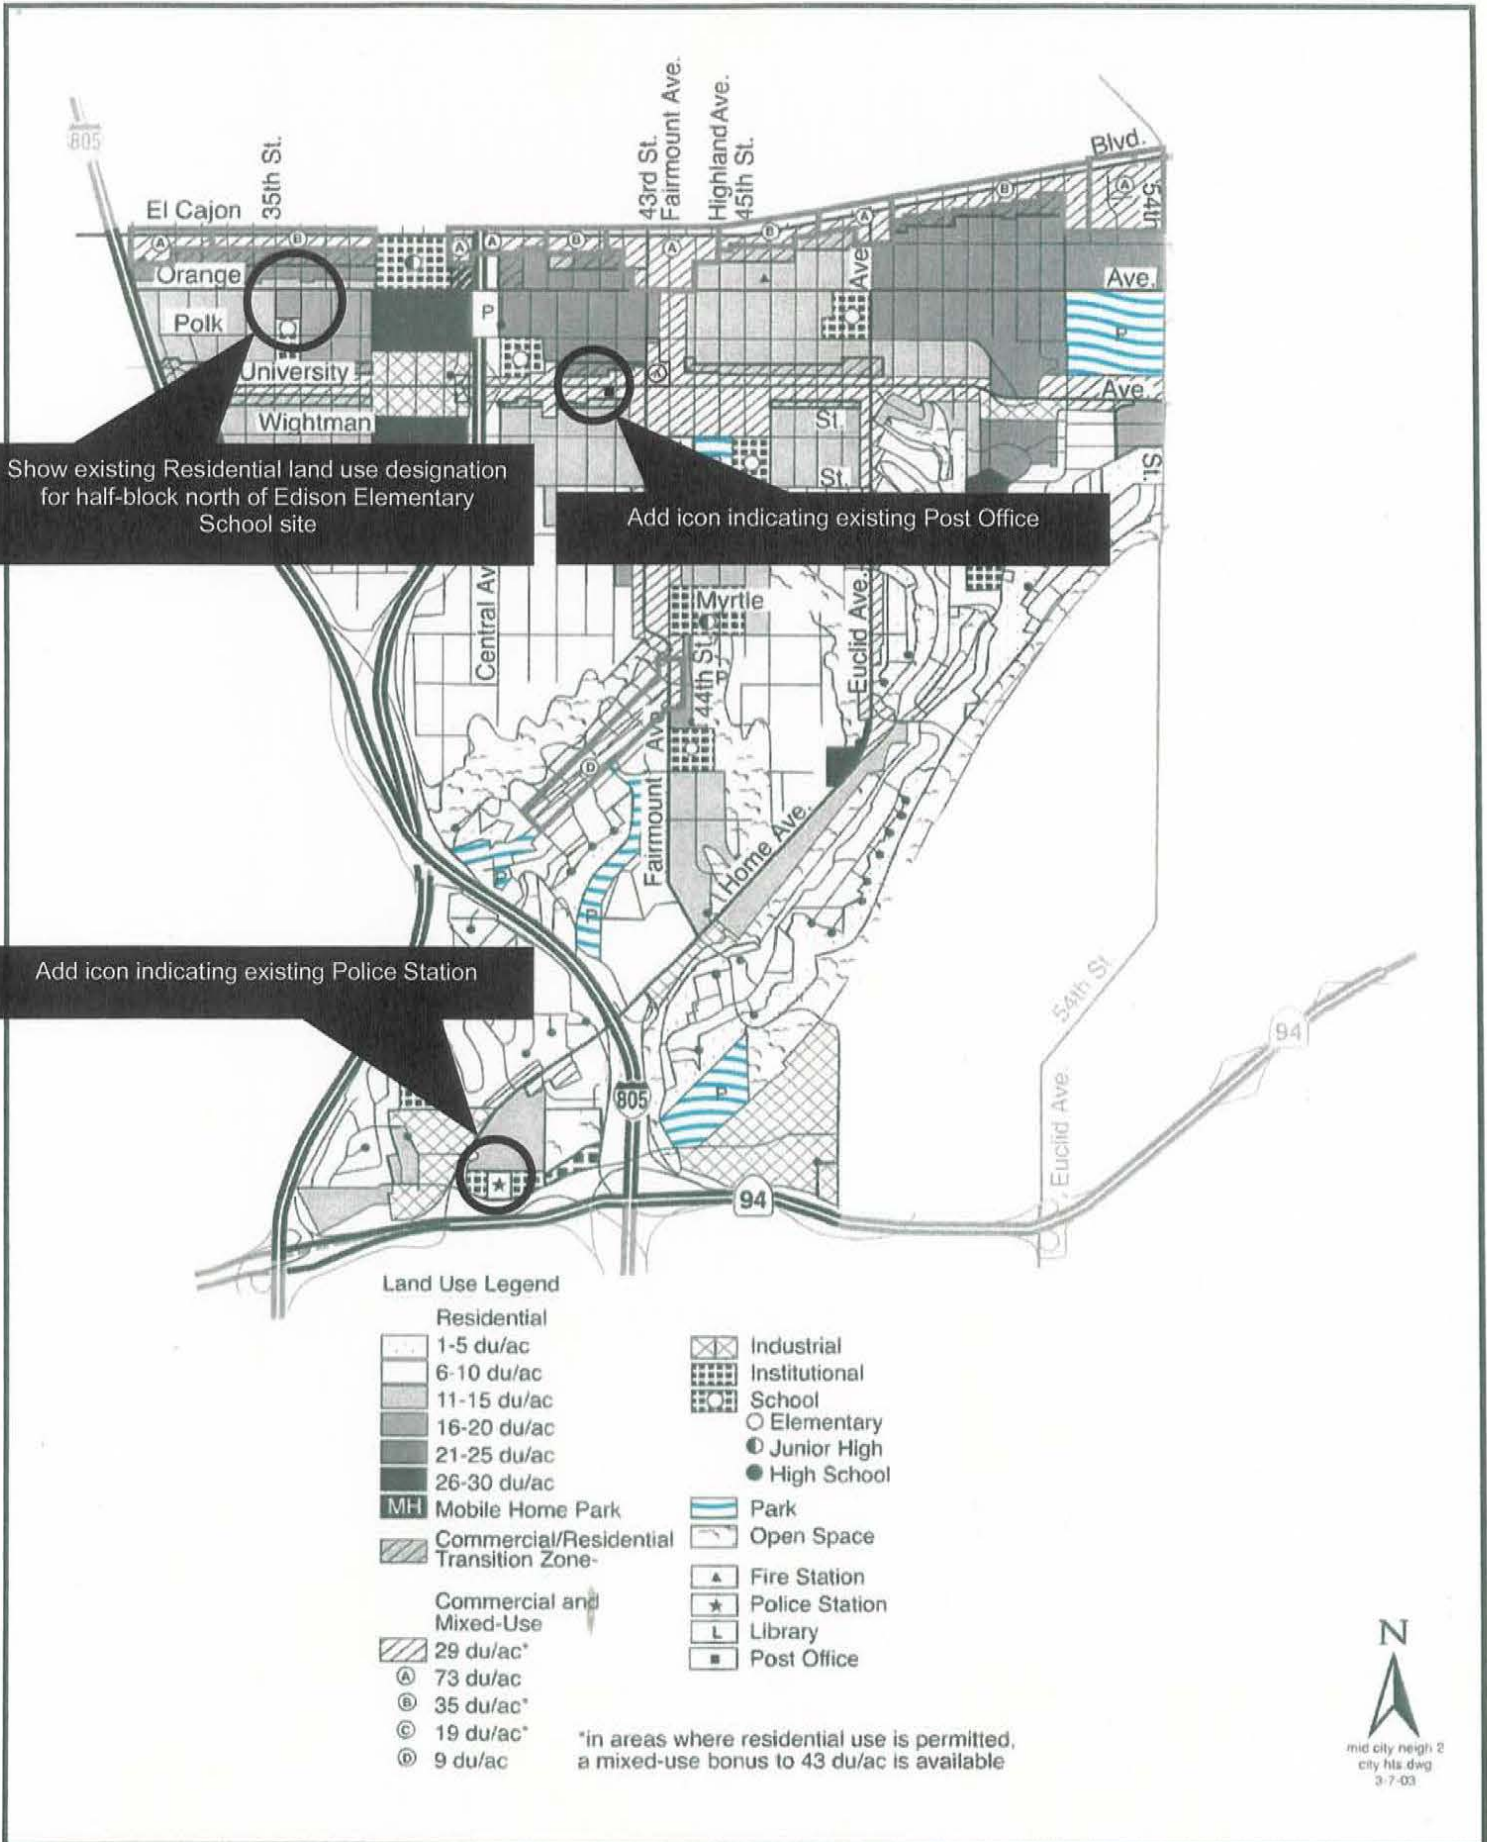 805
35th St.
43rd St.
Fairmount Ave.
Highland Ave.
45th St.
Blvd.
54th
El Cajon
A
B
A
A
B
A
B
A
B
A
Orange
Ave.
Ave.
Polk
P
P
University
Ave
Wightman
St.
St.
St.
Show existing Residential land use designation
for half-block north of Edison Elementary
School site
Add icon indicating existing Post Office
Central Av
Myrtle
Euclid Ave.
44th St.
P
D
Fairmount Ave
Home Ave.
P
P
Add icon indicating existing Police Station
54th St
94
805
P
Euclid Ave.
94
Land Use Legend
Residential
1-5 du/ac
6-10 du/ac
11-15 du/ac
16-20 du/ac
21-25 du/ac
26-30 du/ac
MH Mobile Home Park
Commercial/Residential
Transition Zone-
Commercial and
Mixed-Use
29 du/ac*
A 73 du/ac
B 35 du/ac*
C 19 du/ac*
D 9 du/ac
Industrial
Institutional
School
Elementary
Junior High
High School
Park
Open Space
Fire Station
Police Station
L Library
Post Office
*in areas where residential use is permitted,
a mixed-use bonus to 43 du/ac is available
N
mid city neigh 2
city hts.dwg
3-7-03